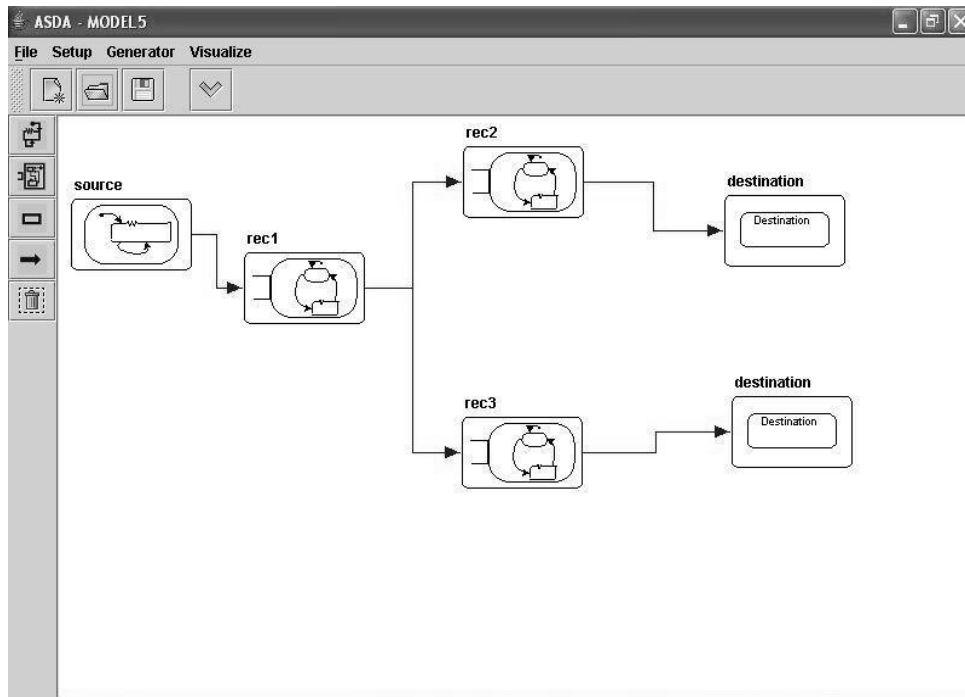 ASDA - MODEL5
File Setup Generator Visualize
rec2
source
destination
Destination
rec1
destination
rec3
Destination